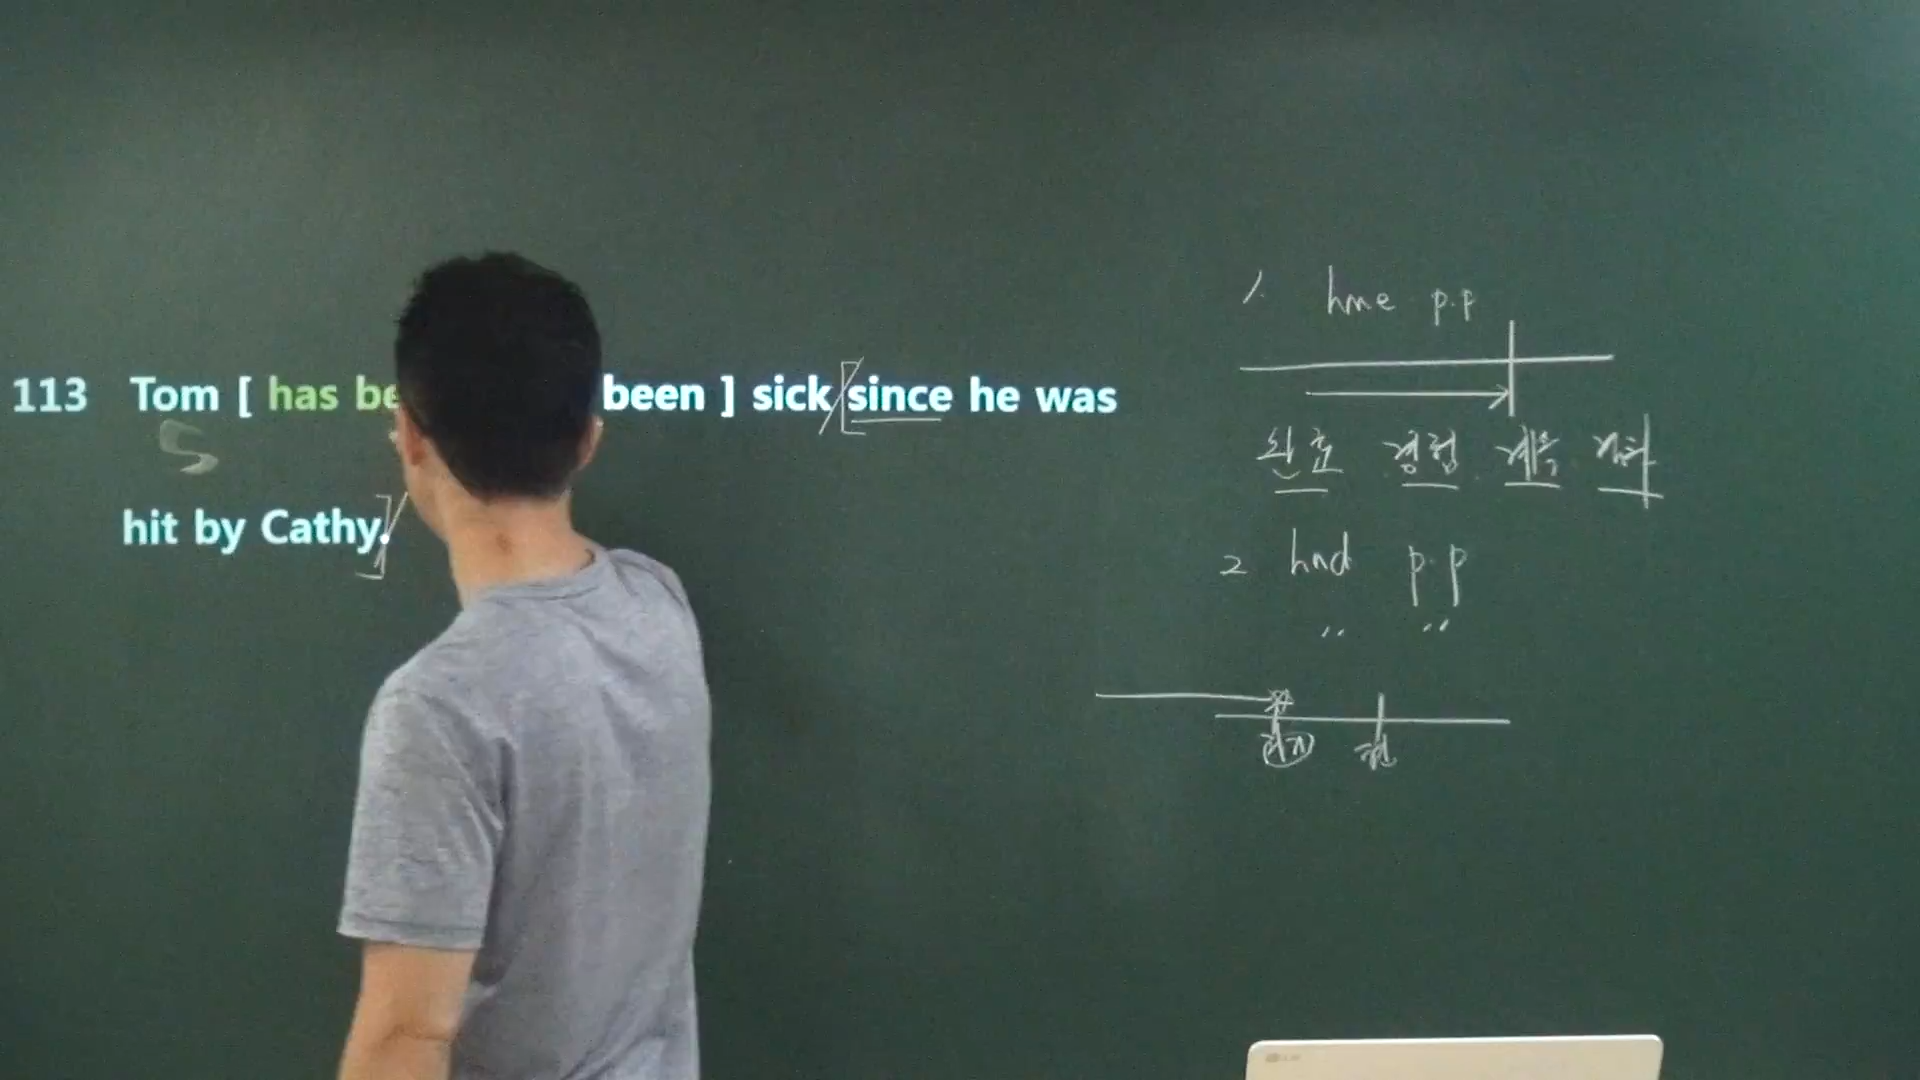 113 Tom [ has be been ] sick since he was
S
hit by Cathy.
1. have p.p
완료 경험 계속 결과
2 had p.p
" "
과거 현